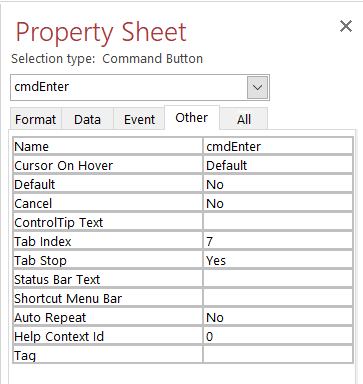 Property Sheet
Selection type: Command Button
cmdEnter
Format Data Event Other All
Name cmdEnter
Cursor On Hover Default
Default No
Cancel No
ControlTip Text
Tab Index 7
Tab Stop Yes
Status Bar Text
Shortcut Menu Bar
Auto Repeat No
Help Context Id 0
Tag